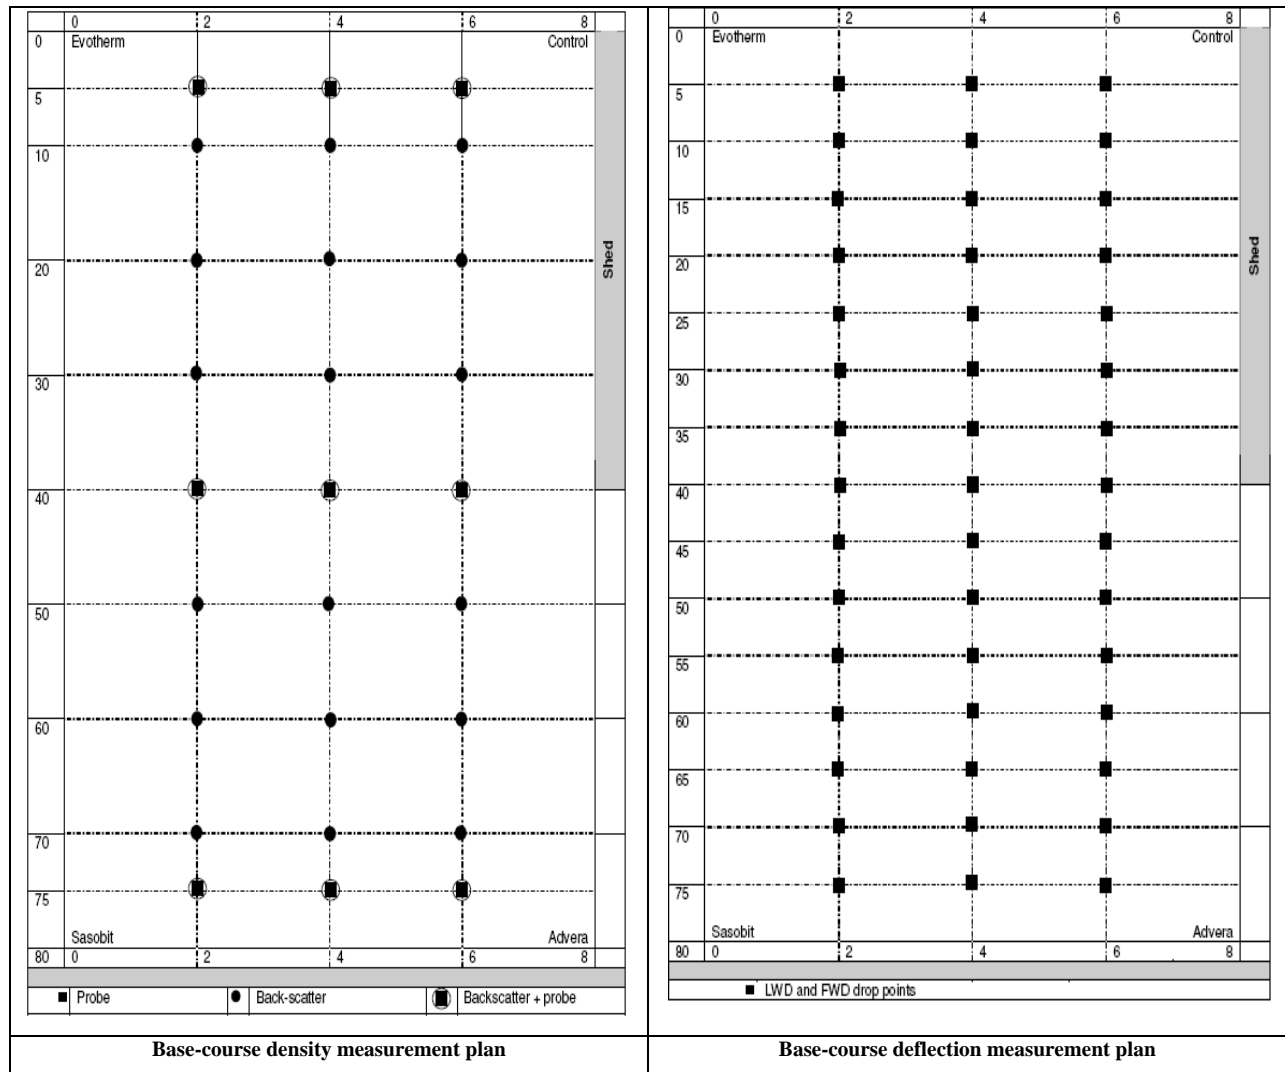 0 2 4 6 8
0 Evotherm Control
5
10
20
Shed
30
40
50
60
70
75
Sasobit Advera
80 0 2 4 6 8
Probe Back-scatter Backscatter + probe
Base-course density measurement plan
0 2 4 6 8
0 Evotherm Control
5
10
15
20
Shed
25
30
35
40
45
50
55
60
65
70
75
Sasobit Advera
80 0 2 4 6 8
LWD and FWD drop points
Base-course deflection measurement plan